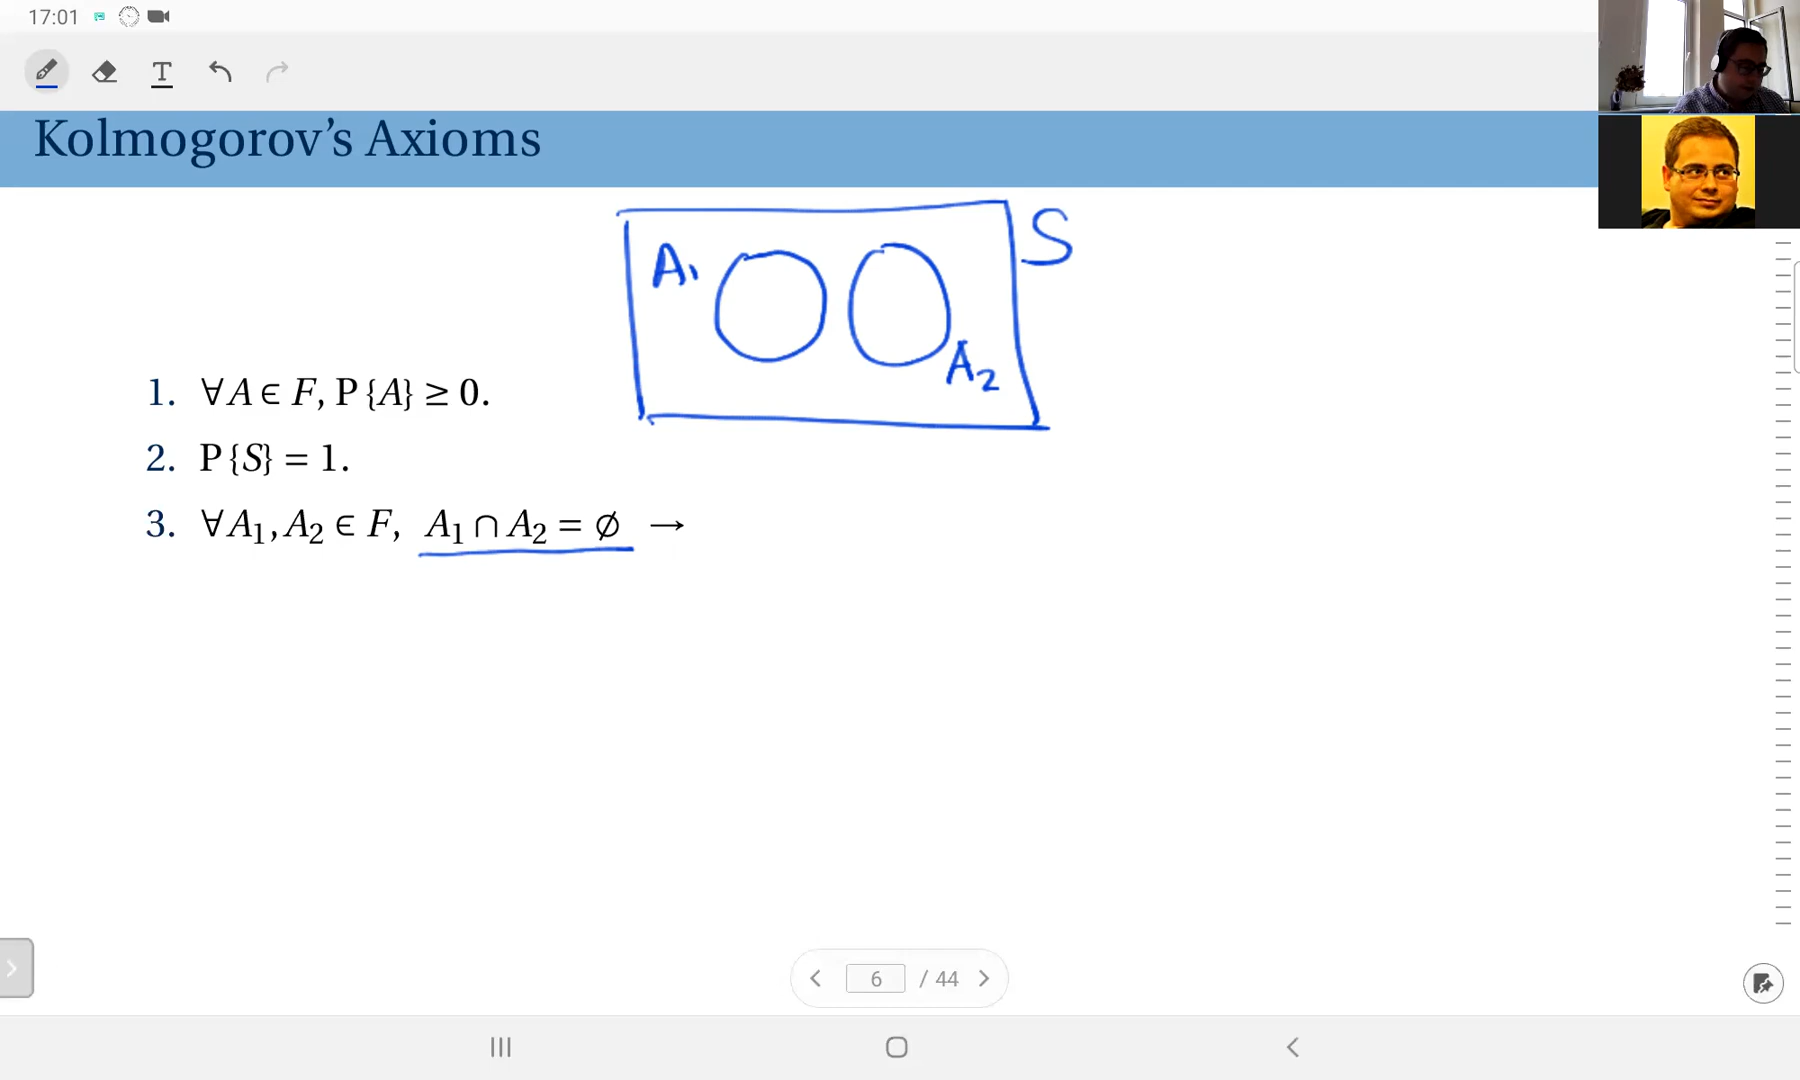 17:01
T
Kolmogorov's Axioms
S
A₁
A₂
1. ∀A ∈ F, P{A} ≥ 0.
2. P{S} = 1.
3. ∀A₁, A₂ ∈ F, A₁ ∩ A₂ = ∅ →
6 / 44